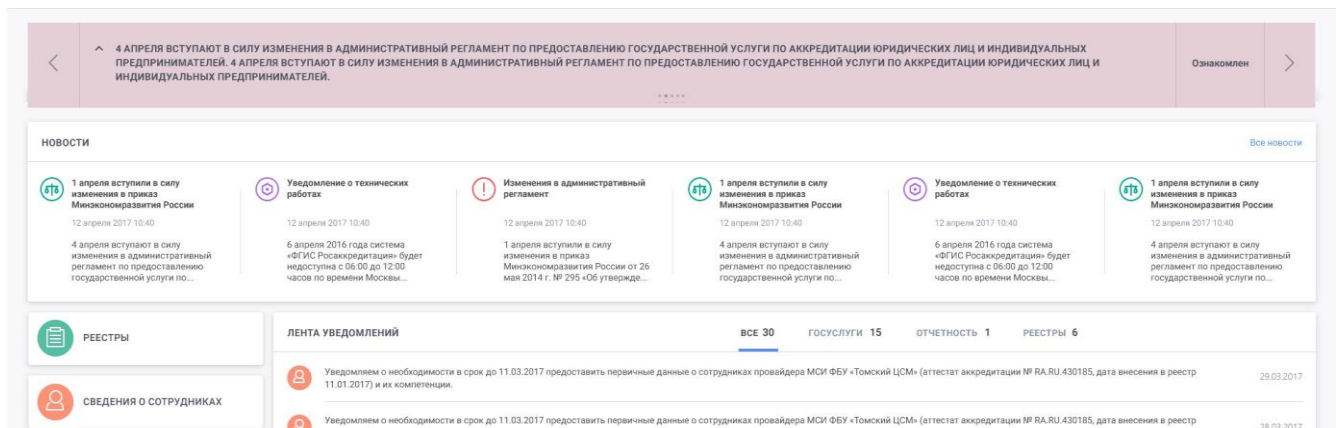 4 АПРЕЛЯ ВСТУПАЮТ В СИЛУ ИЗМЕНЕНИЯ В АДМИНИСТРАТИВНЫЙ РЕГЛАМЕНТ ПО ПРЕДОСТАВЛЕНИЮ ГОСУДАРСТВЕННОЙ УСЛУГИ ПО АККРЕДИТАЦИИ ЮРИДИЧЕСКИХ ЛИЦ И ИНДИВИДУАЛЬНЫХ
ПРЕДПРИНИМАТЕЛЕЙ. 4 АПРЕЛЯ ВСТУПАЮТ В СИЛУ ИЗМЕНЕНИЯ В АДМИНИСТРАТИВНЫЙ РЕГЛАМЕНТ ПО ПРЕДОСТАВЛЕНИЮ ГОСУДАРСТВЕННОЙ УСЛУГИ ПО АККРЕДИТАЦИИ ЮРИДИЧЕСКИХ ЛИЦ И
ИНДИВИДУАЛЬНЫХ ПРЕДПРИНИМАТЕЛЕЙ.
Ознакомлен
НОВОСТИ
Все новости
1 апреля вступили в силу
изменения в приказ
Минэкономразвития России
12 апреля 2017 10:40
4 апреля вступают в силу
изменения в административный
регламент по предоставлению
государственной услуги по...
Уведомление о технических
работах
12 апреля 2017 10:40
6 апреля 2016 года система
«ФГИС Росаккредитация» будет
недоступна с 06:00 до 12:00
часов по времени Москвы...
Изменения в административный
регламент
12 апреля 2017 10:40
1 апреля вступили в силу
изменения в приказ
Минэкономразвития России от 26
мая 2014 г. № 295 «Об утвержде...
1 апреля вступили в силу
изменения в приказ
Минэкономразвития России
12 апреля 2017 10:40
4 апреля вступают в силу
изменения в административный
регламент по предоставлению
государственной услуги по...
Уведомление о технических
работах
12 апреля 2017 10:40
6 апреля 2016 года система
«ФГИС Росаккредитация» будет
недоступна с 06:00 до 12:00
часов по времени Москвы...
1 апреля вступили в силу
изменения в приказ
Минэкономразвития России
12 апреля 2017 10:40
4 апреля вступают в силу
изменения в административный
регламент по предоставлению
государственной услуги по...
РЕЕСТРЫ
СВЕДЕНИЯ О СОТРУДНИКАХ
ЛЕНТА УВЕДОМЛЕНИЙ
ВСЕ 30
ГОСУСЛУГИ 15
ОТЧЕТНОСТЬ 1
РЕЕСТРЫ 6
Уведомляем о необходимости в срок до 11.03.2017 предоставить первичные данные о сотрудниках провайдера МСИ ФБУ «Томский ЦСМ» (аттестат аккредитации № RA.RU.430185, дата внесения в реестр
11.01.2017) и их компетенции.
29.03.2017
Уведомляем о необходимости в срок до 11.03.2017 предоставить первичные данные о сотрудниках провайдера МСИ ФБУ «Томский ЦСМ» (аттестат аккредитации № RA.RU.430185, дата внесения в реестр
28.03.2017